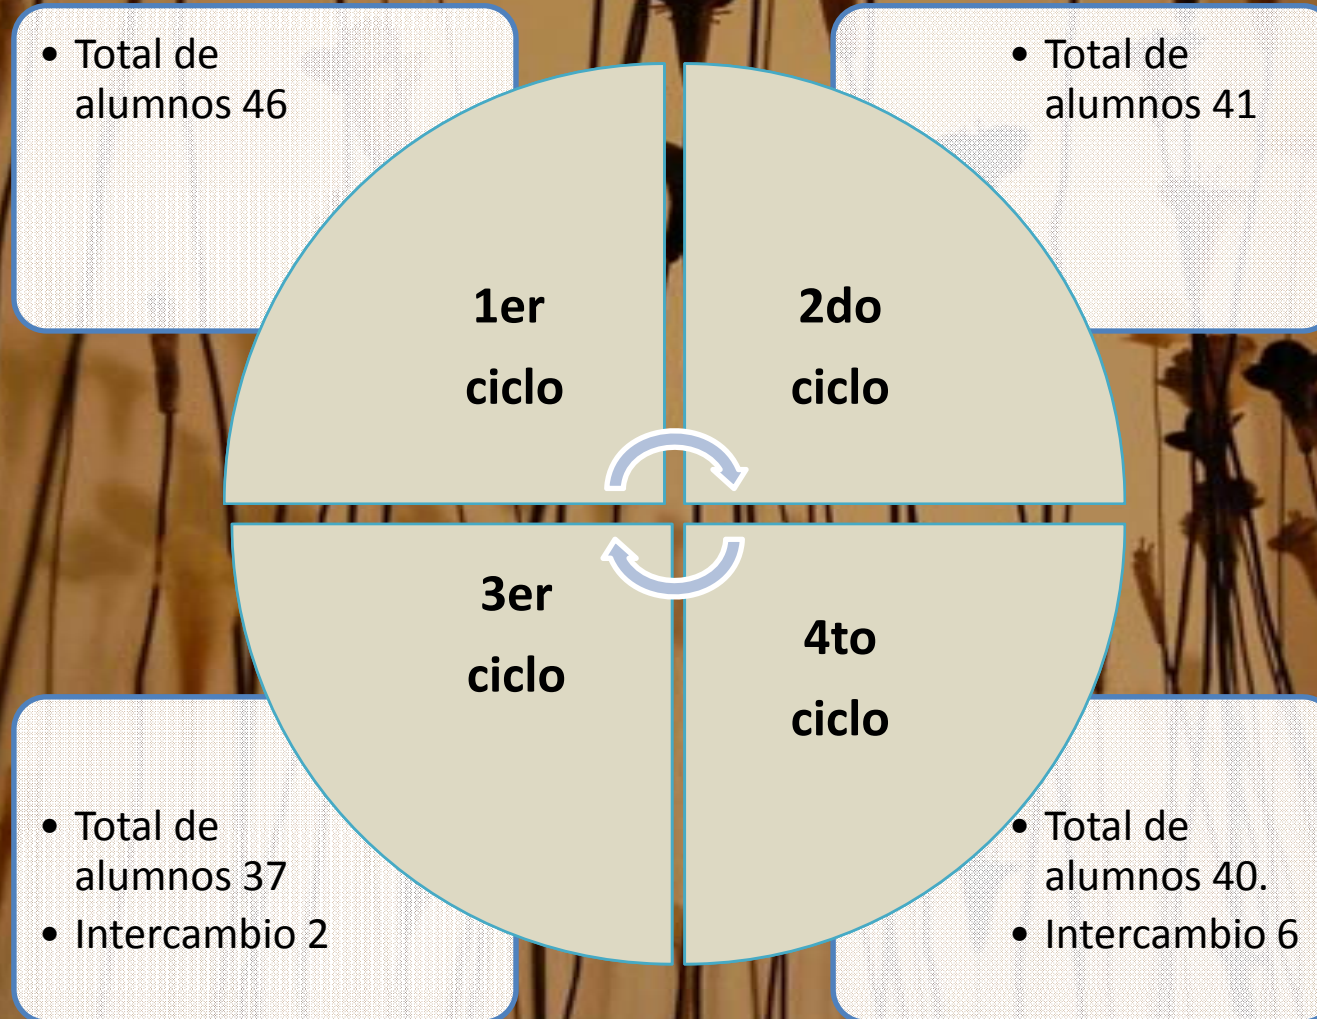 • Total de
alumnos 46
• Total de
alumnos 41
1er
ciclo
2do
ciclo
3er
ciclo
4to
ciclo
• Total de
alumnos 37
• Intercambio 2
• Total de
alumnos 40.
• Intercambio 6